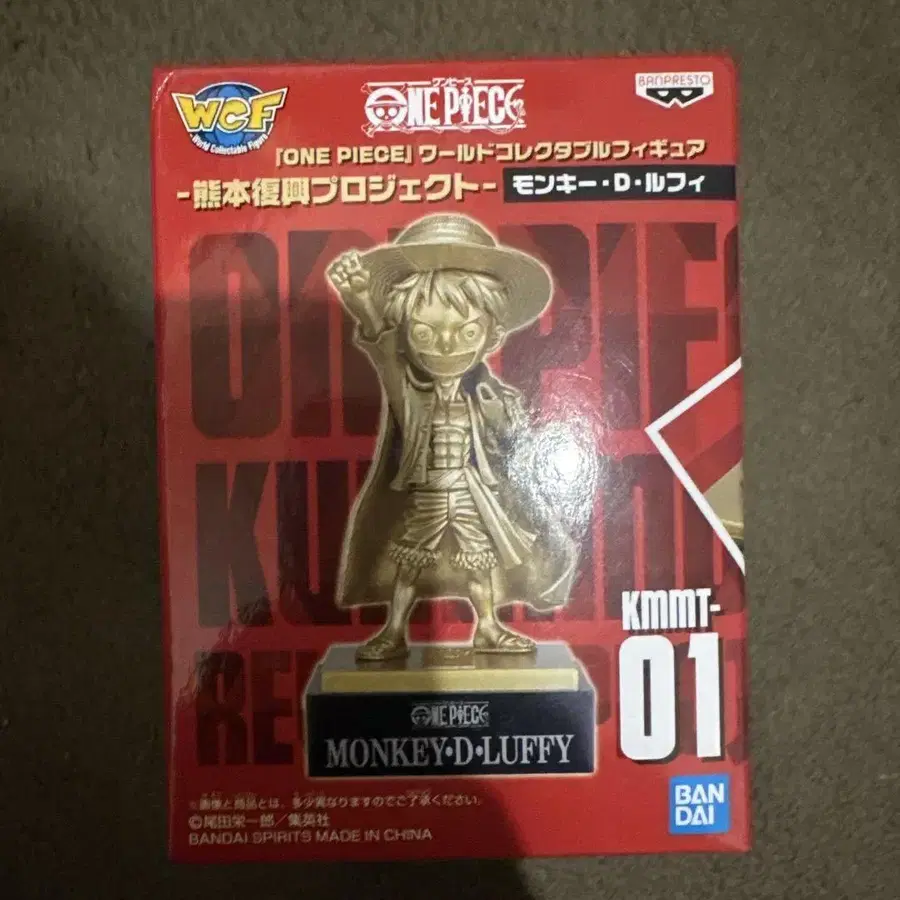 WCF
World Collectable Figure
ワンピース
ONE PIECE
BANPRESTO
『ONE PIECE』ワールドコレクタブルフィギュア
-熊本復興プロジェクト-
モンキー・D・ルフィ
KMMT-
01
ONE PIECE
MONKEY・D・LUFFY
※画像と商品とは、多少異なりますのでご了承ください。
©尾田栄一郎／集英社
BANDAI SPIRITS MADE IN CHINA
BAN
DAI